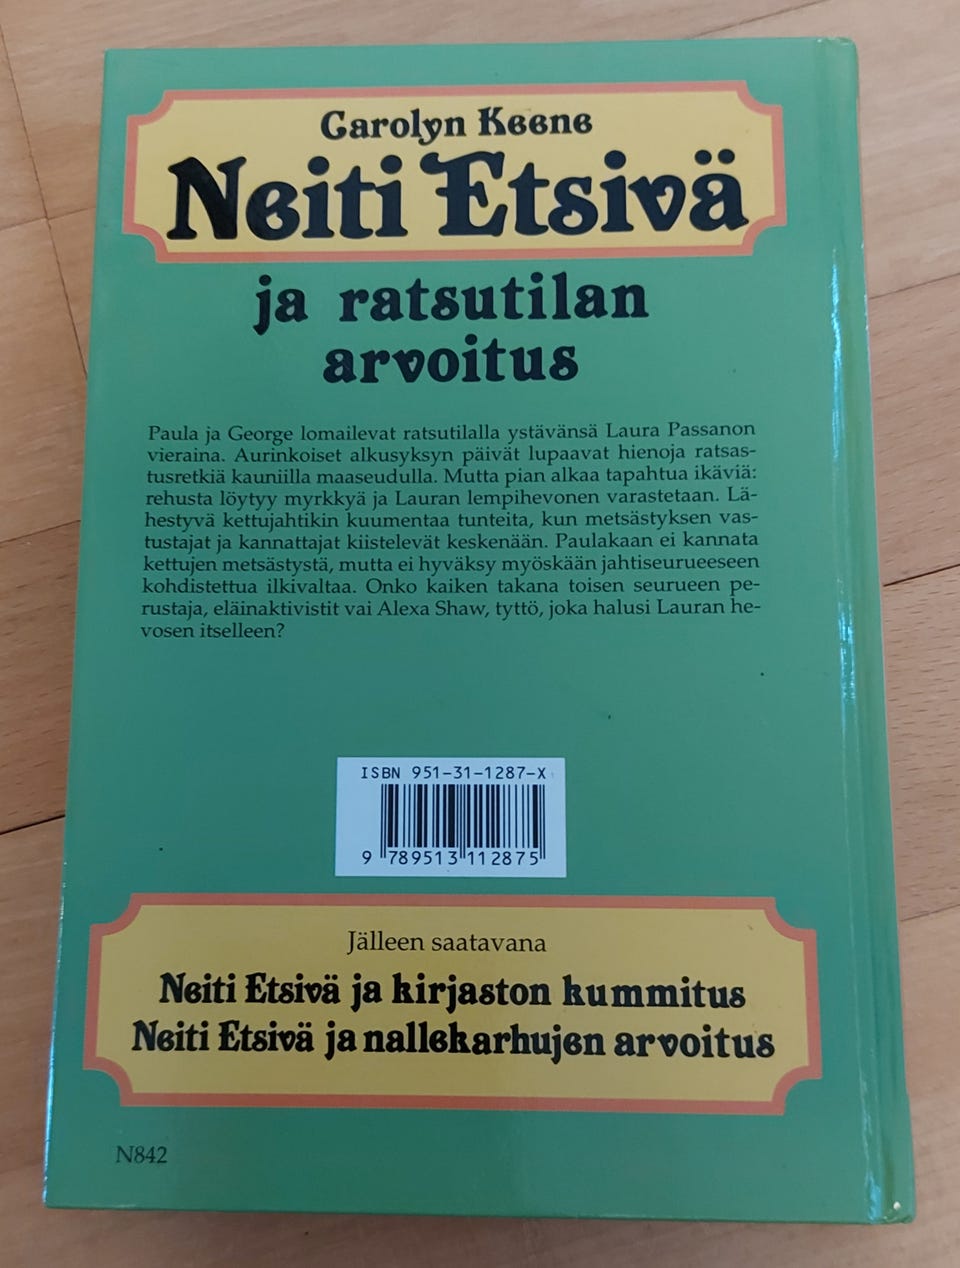 Carolyn Keene
Neiti Etsivä
ja ratsutilan
arvoitus
Paula ja George lomailevat ratsutilalla ystävänsä Laura Passanon
vieraina. Aurinkoiset alkusyksyn päivät lupaavat hienoja ratsas-
tusretkiä kauniilla maaseudulla. Mutta pian alkaa tapahtua ikäviä:
rehusta löytyy myrkkyä ja Lauran lempihevonen varastetaan. Lä-
hestyvä kettujahtikin kuumentaa tunteita, kun metsästyksen vas-
tustajat ja kannattajat kiistelevät keskenään. Paulakaan ei kannata
kettujen metsästystä, mutta ei hyväksy myöskään jahtiseurueeseen
kohdistettua ilkivaltaa. Onko kaiken takana toisen seurueen pe-
rustaja, eläinaktivistit vai Alexa Shaw, tyttö, joka halusi Lauran he-
vosen itselleen?
ISBN 951-31-1287-X
9 789513 112875
Jälleen saatavana
Neiti Etsivä ja kirjaston kummitus
Neiti Etsivä ja nallekarhujen arvoitus
N842